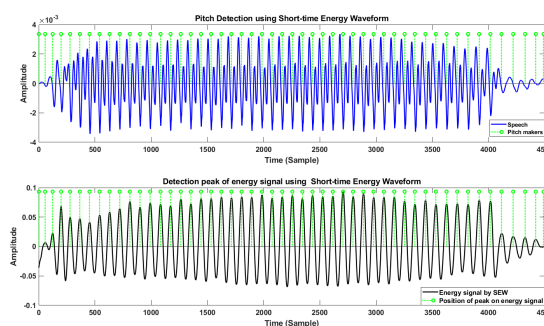 Pitch Detection using Short-time Energy Waveform
×10⁻³
4
2
0
-2
-4
Amplitude
0 500 1000 1500 2000 2500 3000 3500 4000
Time (Sample)
Speech
Pitch makers
Detection peak of energy signal using Short-time Energy Waveform
0.1
0.05
0
-0.05
-0.1
Amplitude
0 500 1000 1500 2000 2500 3000 3500 4000
Time (Sample)
Energy signal by SEW
Position of peak on energy signal